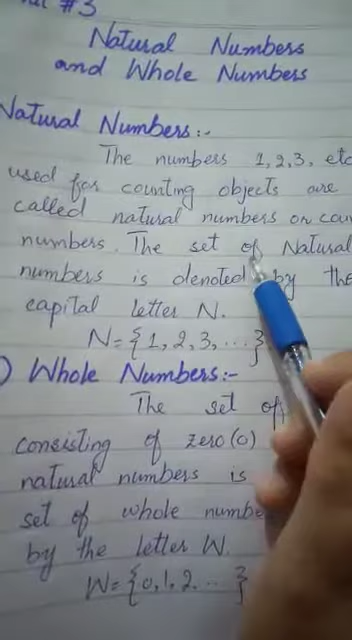 #3
Natural Numbers
and Whole Numbers
Natural Numbers:-
The numbers 1, 2, 3, etc
used for counting objects are
called natural numbers or
numbers. The set of Natural
numbers is denoted by the
capital letter N.
N={1, 2, 3, ...}
) Whole Numbers:-
The set of
consisting of zero(0)
natural numbers is
set of whole
by the letter W.
W={0, 1, 2, ...}